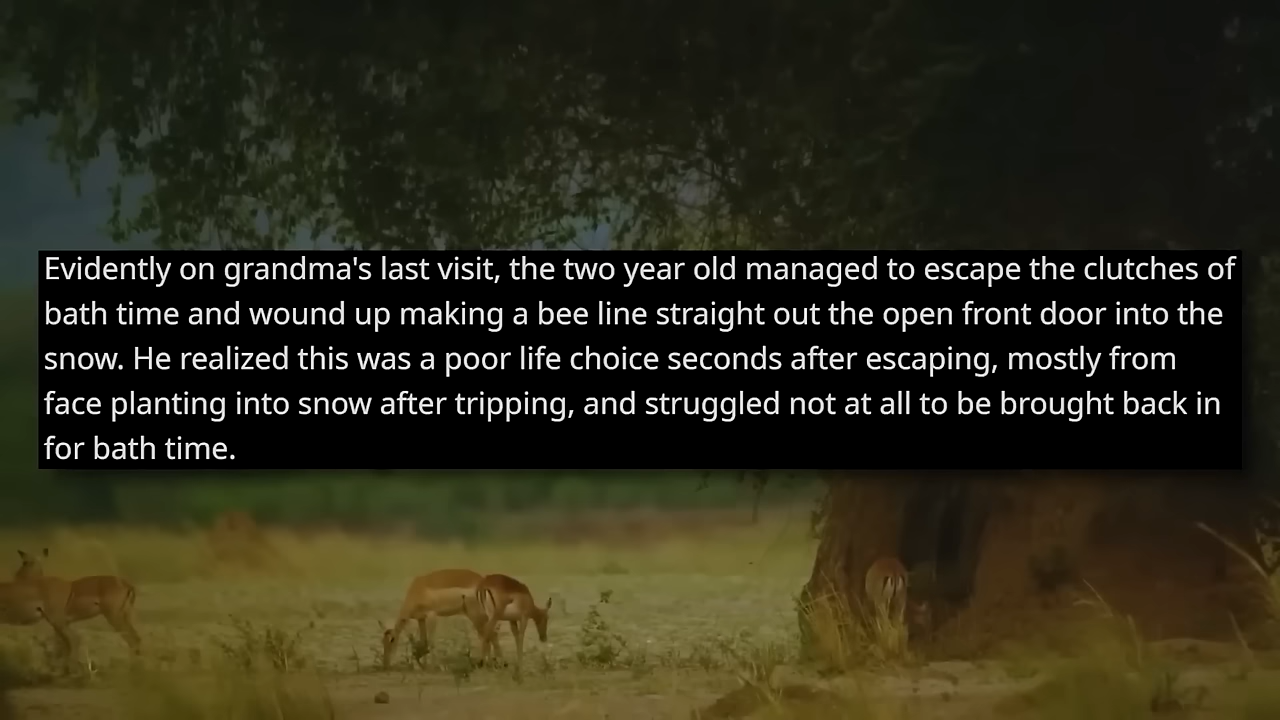 Evidently on grandma's last visit, the two year old managed to escape the clutches of
bath time and wound up making a bee line straight out the open front door into the
snow. He realized this was a poor life choice seconds after escaping, mostly from
face planting into snow after tripping, and struggled not at all to be brought back in
for bath time.